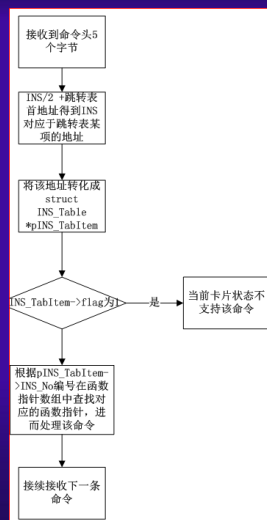 接收到命令头5
个字节
INS/2 +跳转表
首地址得到INS
对应于跳转表某
项的地址
将该地址转化成
struct
INS_Table
*pINS_TabItem
INS_TabItem->flag为1
是
当前卡片状态不
支持该命令
根据pINS_TabItem-
>INS_No编号在函数
指针数组中查找对
应的函数指针，进
而处理该命令
接续接收下一条
命令